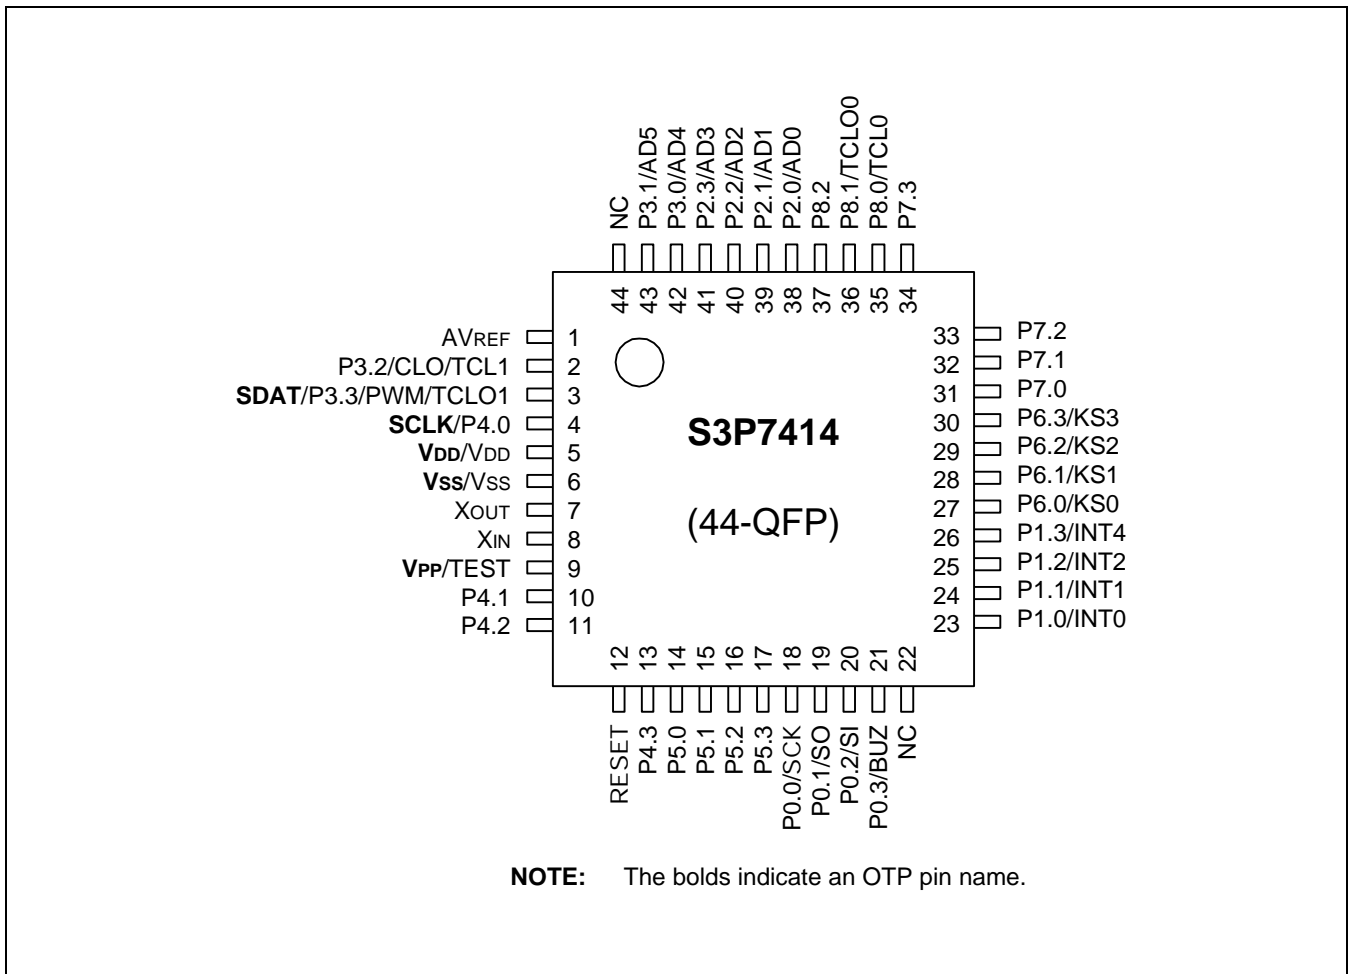 NC
P3.1/AD5
P3.0/AD4
P2.3/AD3
P2.2/AD2
P2.1/AD1
P2.0/AD0
P8.2
P8.1/TCLO0
P8.0/TCL0
P7.3
44
43
42
41
40
39
38
37
36
35
34
AVREF 1
P3.2/CLO/TCL1 2
SDAT/P3.3/PWM/TCLO1 3
SCLK/P4.0 4
VDD/VDD 5
VSS/VSS 6
XOUT 7
XIN 8
VPP/TEST 9
P4.1 10
P4.2 11
S3P7414
(44-QFP)
33 P7.2
32 P7.1
31 P7.0
30 P6.3/KS3
29 P6.2/KS2
28 P6.1/KS1
27 P6.0/KS0
26 P1.3/INT4
25 P1.2/INT2
24 P1.1/INT1
23 P1.0/INT0
12
13
14
15
16
17
18
19
20
21
22
RESET
P4.3
P5.0
P5.1
P5.2
P5.3
P0.0/SCK
P0.1/SO
P0.2/SI
P0.3/BUZ
NC
NOTE: The bolds indicate an OTP pin name.